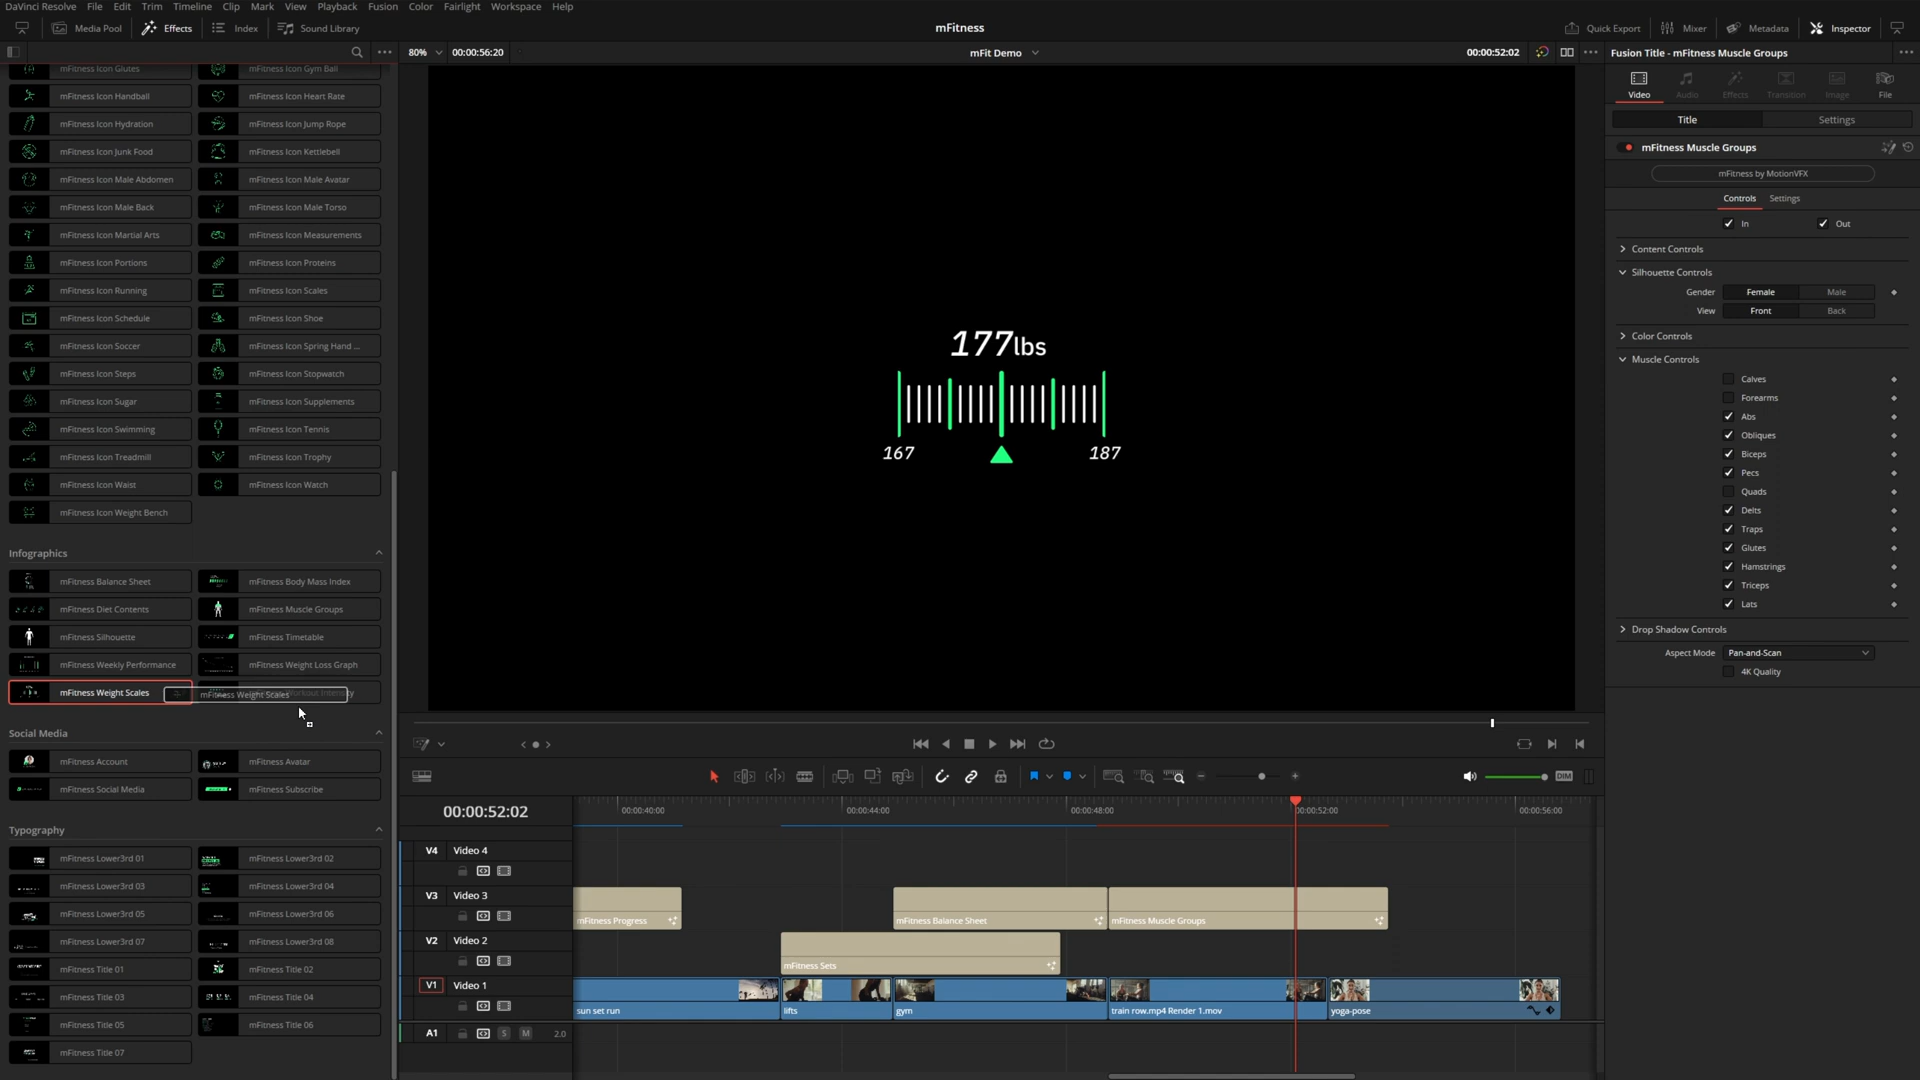 DaVinci Resolve File Edit Trim Timeline Clip Mark View Playback Fusion Color Fairlight Workspace Help
Media Pool Effects Index Sound Library
mFitness
Quick Export Mixer Metadata Inspector
80% 00:00:56:20
mFit Demo
00:00:52:02
Fusion Title - mFitness Muscle Groups
mFitness Icon Glutes mFitness Icon Gym Ball
mFitness Icon Handball mFitness Icon Heart Rate
mFitness Icon Hydration mFitness Icon Jump Rope
mFitness Icon Junk Food mFitness Icon Kettlebell
mFitness Icon Male Abdomen mFitness Icon Male Avatar
mFitness Icon Male Back mFitness Icon Male Torso
mFitness Icon Martial Arts mFitness Icon Measurements
mFitness Icon Portions mFitness Icon Proteins
mFitness Icon Running mFitness Icon Scales
mFitness Icon Schedule mFitness Icon Shoe
mFitness Icon Soccer mFitness Icon Spring Hand ...
mFitness Icon Steps mFitness Icon Stopwatch
mFitness Icon Sugar mFitness Icon Supplements
mFitness Icon Swimming mFitness Icon Tennis
mFitness Icon Treadmill mFitness Icon Trophy
mFitness Icon Waist mFitness Icon Watch
mFitness Icon Weight Bench
Infographics
mFitness Balance Sheet mFitness Body Mass Index
mFitness Diet Contents mFitness Muscle Groups
mFitness Silhouette mFitness Timetable
mFitness Weekly Performance mFitness Weight Loss Graph
mFitness Weight Scales mFitness Weight Scales
Social Media
mFitness Account mFitness Avatar
mFitness Social Media mFitness Subscribe
Typography
mFitness Lower3rd 01 mFitness Lower3rd 02
mFitness Lower3rd 03 mFitness Lower3rd 04
mFitness Lower3rd 05 mFitness Lower3rd 06
mFitness Lower3rd 07 mFitness Lower3rd 08
mFitness Title 01 mFitness Title 02
mFitness Title 03 mFitness Title 04
mFitness Title 05 mFitness Title 06
mFitness Title 07
177lbs
167 187
Video Audio Effects Transition Image File
Title Settings
mFitness Muscle Groups
mFitness by MotionVFX
Controls Settings
In Out
Content Controls
Silhouette Controls
Gender Female Male
View Front Back
Color Controls
Muscle Controls
Calves
Forearms
Abs
Obliques
Biceps
Pecs
Quads
Delts
Traps
Glutes
Hamstrings
Triceps
Lats
Drop Shadow Controls
Aspect Mode Pan-and-Scan
4K Quality
DIM
00:00:52:02
00:00:40:00 00:00:44:00 00:00:48:00 00:00:52:00 00:00:56:00
V4 Video 4
V3 Video 3
mFitness Progress mFitness Balance Sheet mFitness Muscle Groups
V2 Video 2
mFitness Sets
V1 Video 1
sun set run lifts gym train row.mp4 Render 1.mov yoga-pose
A1 S M 2.0